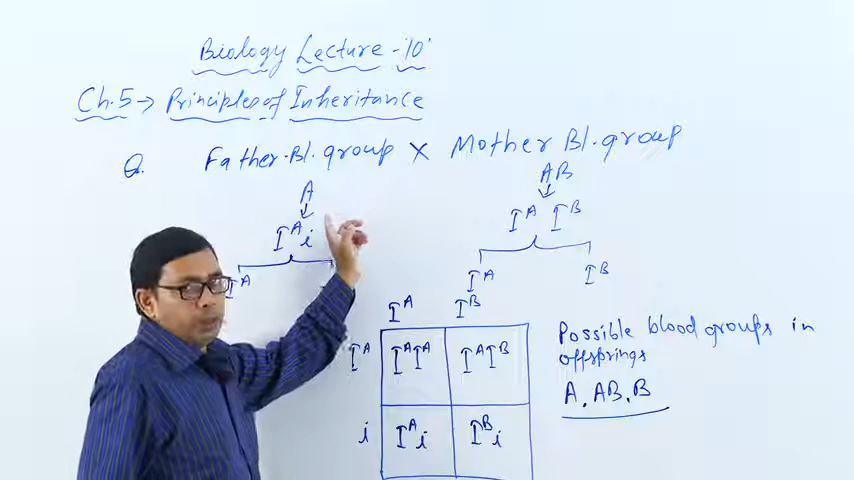 Biology Lecture - 10'
Ch.5 → Principles of Inheritance
Q. Father.Bl.group X Mother Bl.group
A AB
Iᴬi Iᴬ Iᴮ
Iᴬ Iᴬ Iᴮ
Iᴬ Iᴮ
Iᴬ IᴬIᴬ IᴬIᴮ
i Iᴬi Iᴮi
Possible blood groups in
offsprings
A, AB, B